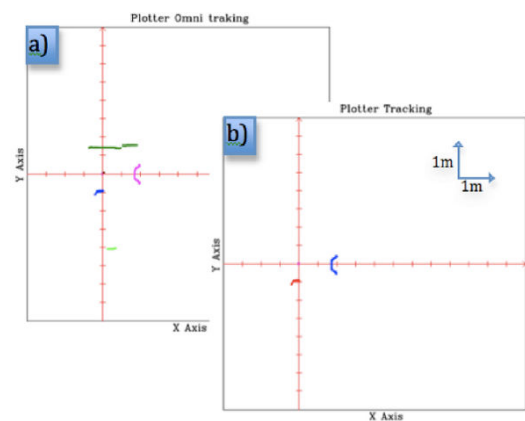 Plotter Omni traking
a)
Y Axis
X Axis
Plotter Tracking
b)
1m
1m
Y Axis
X Axis